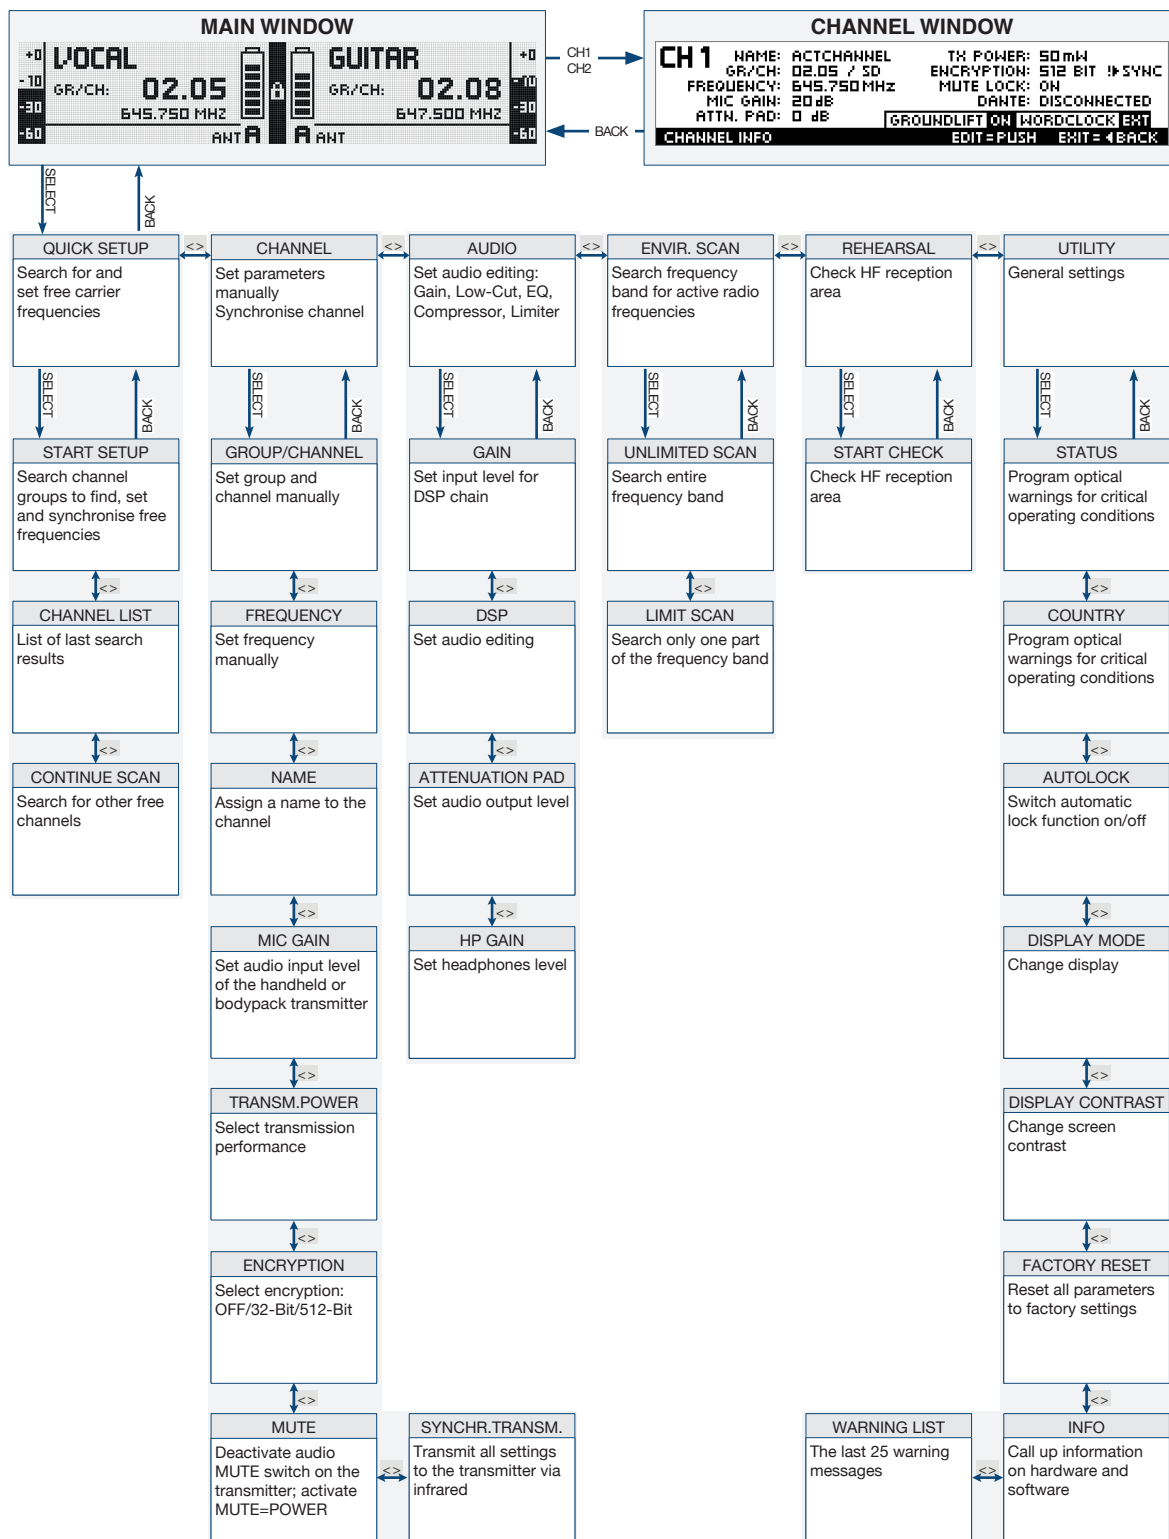 MAIN WINDOW
+0
-10
-30
-60
VOCAL
GR/CH: 02.05
645.750 MHZ
ANT A
GUITAR
GR/CH: 02.08
647.500 MHZ
A ANT
+0
-30
-60
CH1
CH2
BACK
CHANNEL WINDOW
CH 1
NAME: ACTCHANNEL
GR/CH: 02.05 / SD
FREQUENCY: 645.750 MHz
MIC GAIN: 20 dB
ATTN. PAD: 0 dB
TX POWER: 50 mW
ENCRYPTION: 512 BIT !▶SYNC
MUTE LOCK: ON
DANTE: DISCONNECTED
GROUNDLIFT ON WORDCLOCK EXT
CHANNEL INFO EDIT=PUSH EXIT=◀BACK
SELECT
BACK
QUICK SETUP
Search for and
set free carrier
frequencies
<>
CHANNEL
Set parameters
manually
Synchronise channel
<>
AUDIO
Set audio editing:
Gain, Low-Cut, EQ,
Compressor, Limiter
<>
ENVIR. SCAN
Search frequency
band for active radio
frequencies
<>
REHEARSAL
Check HF reception
area
<>
UTILITY
General settings
SELECT
BACK
SELECT
BACK
SELECT
BACK
SELECT
BACK
SELECT
BACK
SELECT
BACK
START SETUP
Search channel
groups to find, set
and synchronise free
frequencies
GROUP/CHANNEL
Set group and
channel manually
GAIN
Set input level for
DSP chain
UNLIMITED SCAN
Search entire
frequency band
START CHECK
Check HF reception
area
STATUS
Program optical
warnings for critical
operating conditions
<>
<>
<>
<>
<>
CHANNEL LIST
List of last search
results
FREQUENCY
Set frequency
manually
DSP
Set audio editing
LIMIT SCAN
Search only one part
of the frequency band
COUNTRY
Program optical
warnings for critical
operating conditions
<>
<>
<>
<>
CONTINUE SCAN
Search for other free
channels
NAME
Assign a name to the
channel
ATTENUATION PAD
Set audio output level
AUTOLOCK
Switch automatic
lock function on/off
<>
<>
<>
MIC GAIN
Set audio input level
of the handheld or
bodypack transmitter
HP GAIN
Set headphones level
DISPLAY MODE
Change display
<>
<>
TRANSM.POWER
Select transmission
performance
DISPLAY CONTRAST
Change screen
contrast
<>
<>
ENCRYPTION
Select encryption:
OFF/32-Bit/512-Bit
FACTORY RESET
Reset all parameters
to factory settings
<>
<>
MUTE
Deactivate audio
MUTE switch on the
transmitter; activate
MUTE=POWER
<>
SYNCHR.TRANSM.
Transmit all settings
to the transmitter via
infrared
WARNING LIST
The last 25 warning
messages
<>
INFO
Call up information
on hardware and
software